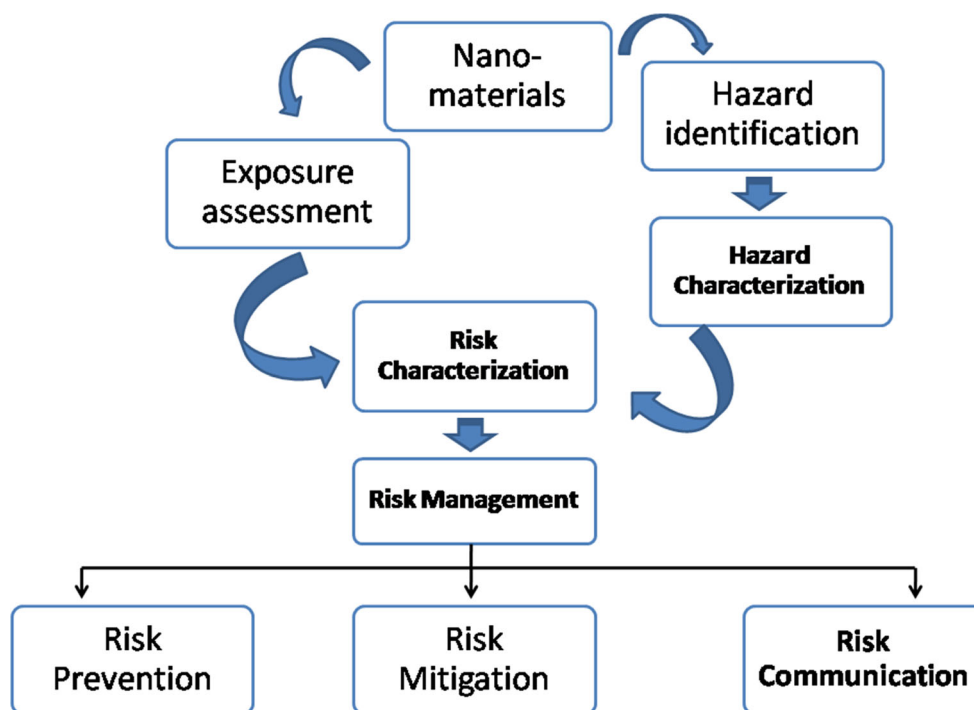 Nano-
materials
Hazard
identification
Exposure
assessment
Hazard
Characterization
Risk
Characterization
Risk Management
Risk
Prevention
Risk
Mitigation
Risk
Communication